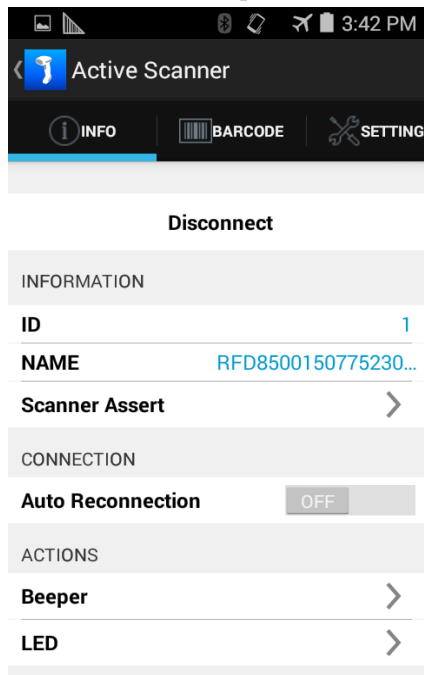 3:42 PM
Active Scanner
INFO
BARCODE
SETTING
Disconnect
INFORMATION
ID 1
NAME RFD8500150775230...
Scanner Assert
CONNECTION
Auto Reconnection OFF
ACTIONS
Beeper
LED